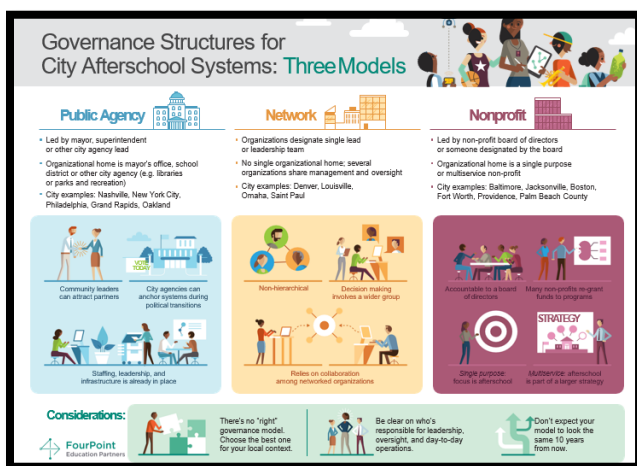 Governance Structures for
City Afterschool Systems: Three Models
Public Agency
Led by mayor, superintendent
or other city agency lead
Organizational home is mayor's office, school
district or other city agency (e.g. libraries
or parks and recreation)
City examples: Nashville, New York City,
Philadelphia, Grand Rapids, Oakland
Community leaders
can attract partners
VOTE
TODAY
City agencies can
anchor systems during
political transitions
Staffing, leadership, and
infrastructure is already in place
Network
Organizations designate single lead
or leadership team
No single organizational home; several
organizations share management and oversight
City examples: Denver, Louisville,
Omaha, Saint Paul
Non-hierarchical
Decision making
involves a wider group
Relies on collaboration
among networked organizations
Nonprofit
Led by non-profit board of directors
or someone designated by the board
Organizational home is a single purpose
or multiservice non-profit
City examples: Baltimore, Jacksonville, Boston,
Fort Worth, Providence, Palm Beach County
Accountable to a board
of directors
Many non-profits re-grant
funds to programs
STRATEGY
Single purpose:
focus is afterschool
Multiservice: afterschool
is part of a larger strategy
Considerations:
FourPoint
Education Partners
There's no "right"
governance model.
Choose the best one
for your local context.
Be clear on who's
responsible for leadership,
oversight, and day-to-day
operations.
Don't expect your
model to look the
same 10 years
from now.